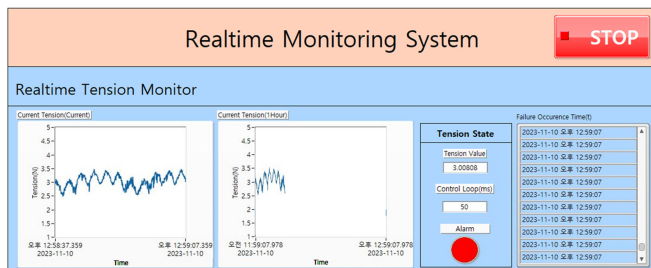 Realtime Monitoring System
STOP
Realtime Tension Monitor
Current Tension(Current)
5
4.5
4
3.5
3
2.5
2
1.5
1
Tension(N)
오후 12:58:37.359
2023-11-10
오후 12:59:07.359
2023-11-10
Time
Current Tension(1Hour)
5
4.5
4
3.5
3
2.5
2
1.5
1
Tension(N)
오전 11:59:07.978
2023-11-10
오후 12:59:07.978
2023-11-10
Time
Tension State
Tension Value
3.00808
Control Loop(ms)
50
Alarm
Failure Occurence Time(t)
2023-11-10 오후 12:59:07
2023-11-10 오후 12:59:07
2023-11-10 오후 12:59:07
2023-11-10 오후 12:59:07
2023-11-10 오후 12:59:07
2023-11-10 오후 12:59:07
2023-11-10 오후 12:59:07
2023-11-10 오후 12:59:07
2023-11-10 오후 12:59:07
2023-11-10 오후 12:59:07
2023-11-10 오후 12:59:07